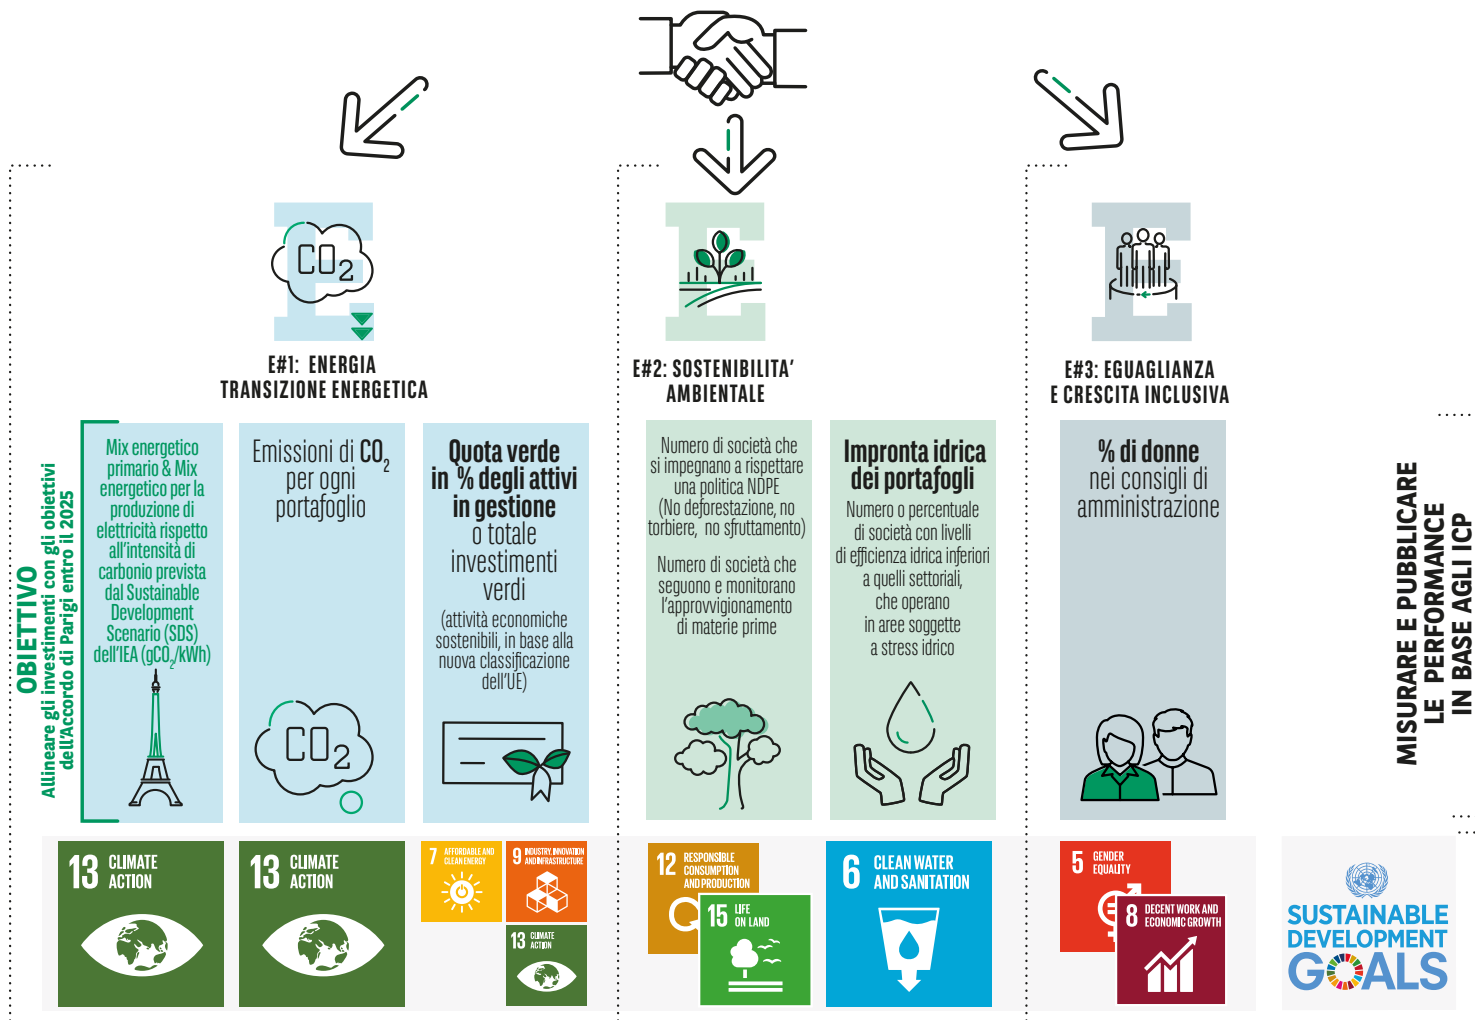 CO2
E#1: ENERGIA
TRANSIZIONE ENERGETICA
E#2: SOSTENIBILITA'
AMBIENTALE
E#3: EGUAGLIANZA
E CRESCITA INCLUSIVA
OBIETTIVO
Allineare gli investimenti con gli obiettivi
dell'Accordo di Parigi entro il 2025
Mix energetico
primario & Mix
energetico per la
produzione di
elettricità rispetto
all'intensità di
carbonio prevista
dal Sustainable
Development
Scenario (SDS)
dell'IEA (gCO2/kWh)
Emissioni di CO2
per ogni
portafoglio
CO2
Quota verde
in % degli attivi
in gestione
o totale
investimenti
verdi
(attività economiche
sostenibili, in base alla
nuova classificazione
dell'UE)
Numero di società che
si impegnano a rispettare
una politica NDPE
(No deforestazione, no
torbiere, no sfruttamento)
Numero di società che
seguono e monitorano
l'approvvigionamento
di materie prime
Impronta idrica
dei portafogli
Numero o percentuale
di società con livelli
di efficienza idrica inferiori
a quelli settoriali,
che operano
in aree soggette
a stress idrico
% di donne
nei consigli di
amministrazione
MISURARE E PUBBLICARE
LE PERFORMANCE
IN BASE AGLI ICP
13 CLIMATE
ACTION
13 CLIMATE
ACTION
7 AFFORDABLE AND
CLEAN ENERGY
9 INDUSTRY, INNOVATION
AND INFRASTRUCTURE
13 CLIMATE
ACTION
12 RESPONSIBLE
CONSUMPTION
AND PRODUCTION
15 LIFE
ON LAND
6 CLEAN WATER
AND SANITATION
5 GENDER
EQUALITY
8 DECENT WORK AND
ECONOMIC GROWTH
SUSTAINABLE
DEVELOPMENT
GOALS